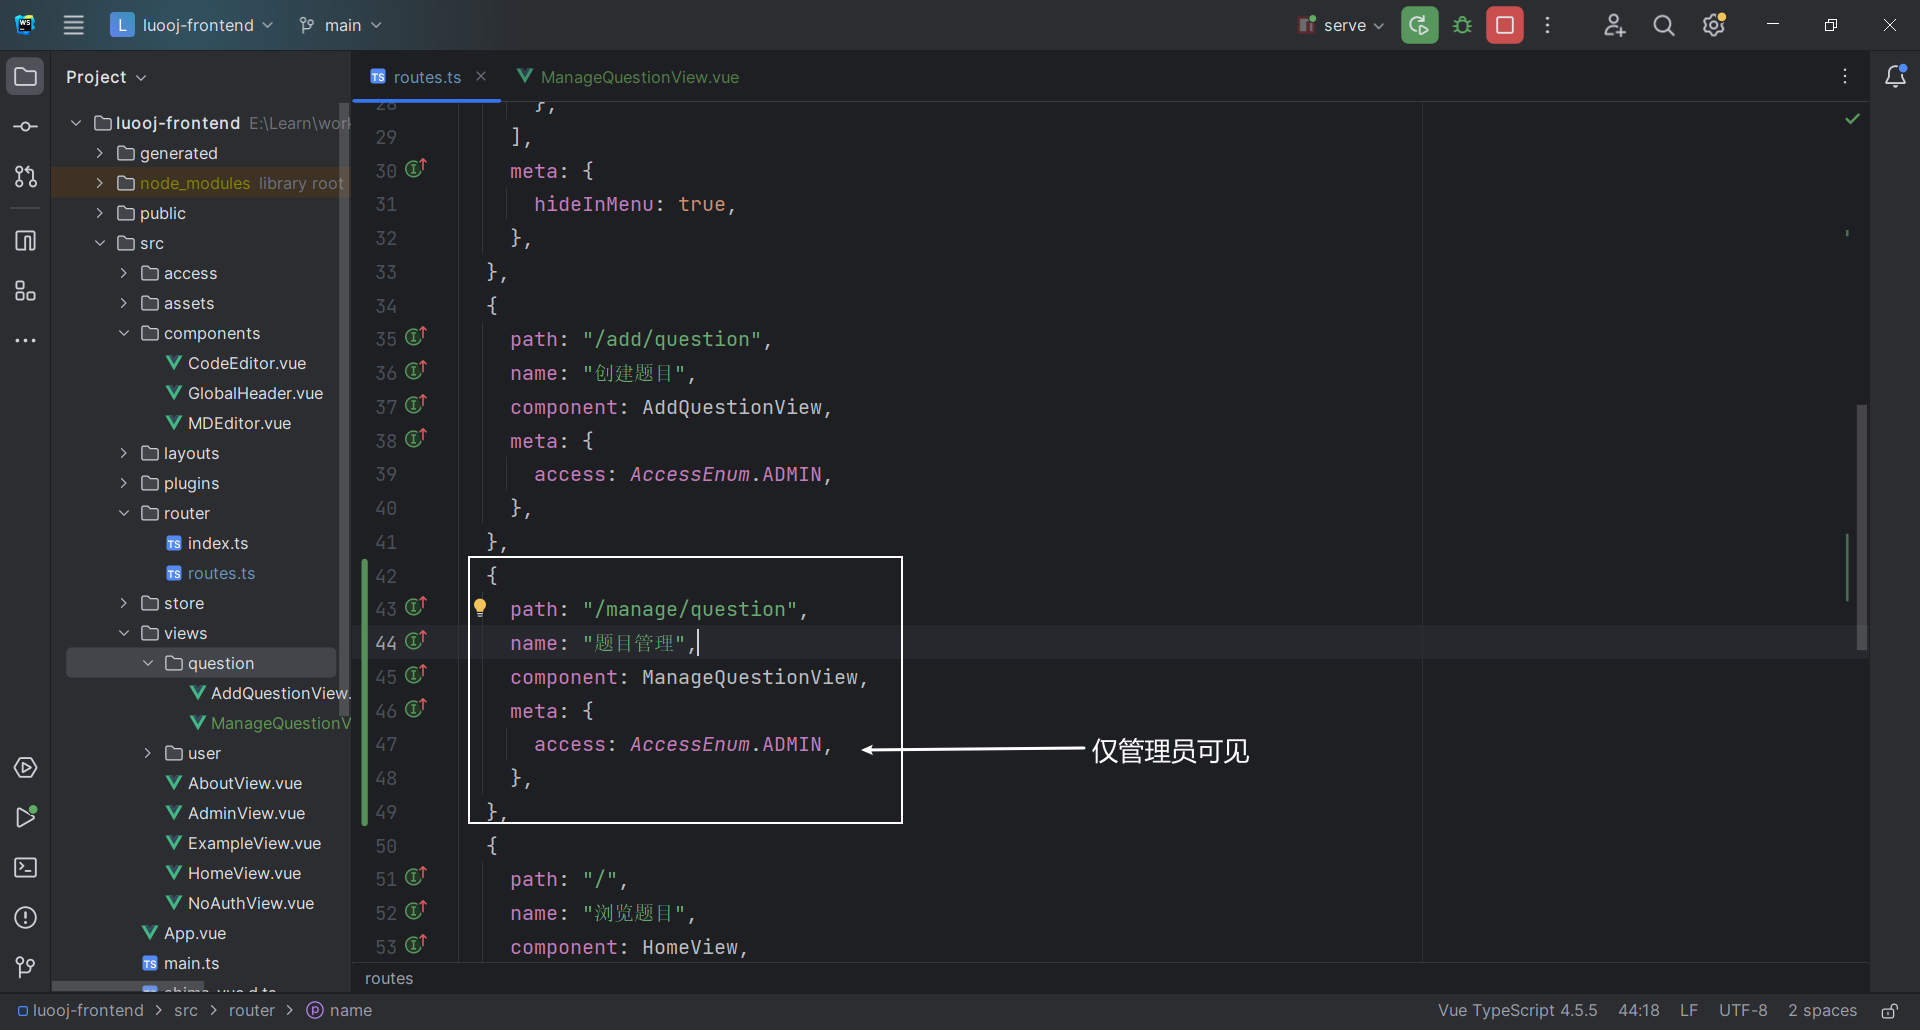 L luooj-frontend main serve
Project
routes.ts ManageQuestionView.vue
luooj-frontend E:\Learn\work
generated
node_modules library root
public
src
access
assets
components
CodeEditor.vue
GlobalHeader.vue
MDEditor.vue
layouts
plugins
router
index.ts
routes.ts
store
views
question
AddQuestionView.
ManageQuestionV
user
AboutView.vue
AdminView.vue
ExampleView.vue
HomeView.vue
NoAuthView.vue
App.vue
main.ts
28 },
29 ],
30 meta: {
31 hideInMenu: true,
32 },
33 },
34 {
35 path: "/add/question",
36 name: "创建题目",
37 component: AddQuestionView,
38 meta: {
39 access: AccessEnum.ADMIN,
40 },
41 },
42 {
43 path: "/manage/question",
44 name: "题目管理",
45 component: ManageQuestionView,
46 meta: {
47 access: AccessEnum.ADMIN,
仅管理员可见
48 },
49 },
50 {
51 path: "/",
52 name: "浏览题目",
53 component: HomeView,
routes
luooj-frontend > src > router > name
Vue TypeScript 4.5.5 44:18 LF UTF-8 2 spaces